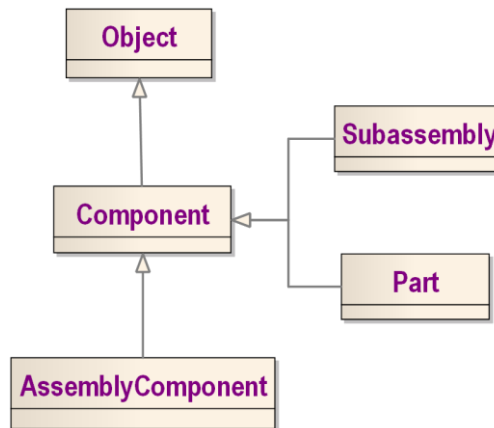 Object
Subassembly
Component
Part
AssemblyComponent